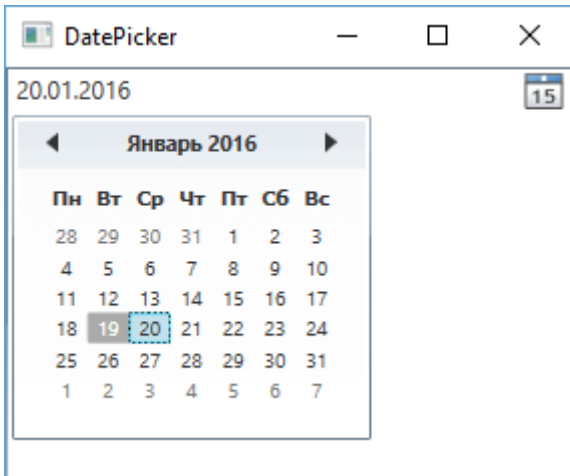 DatePicker
20.01.2016
15
Январь 2016
Пн Вт Ср Чт Пт Сб Вс
28 29 30 31 1 2 3
4 5 6 7 8 9 10
11 12 13 14 15 16 17
18 19 20 21 22 23 24
25 26 27 28 29 30 31
1 2 3 4 5 6 7